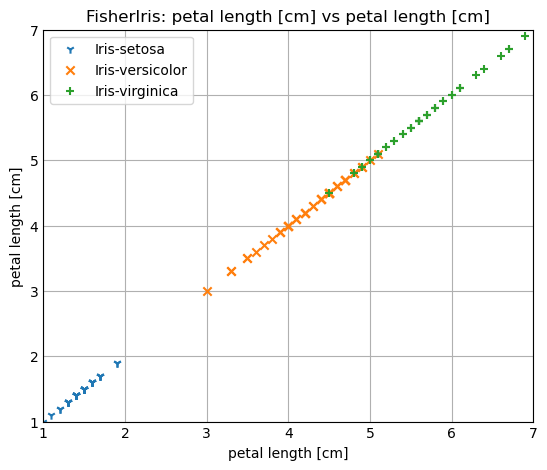 FisherIris: petal length [cm] vs petal length [cm]
Iris-setosa
Iris-versicolor
Iris-virginica
petal length [cm]
7
6
5
4
3
2
1
1 2 3 4 5 6 7
petal length [cm]